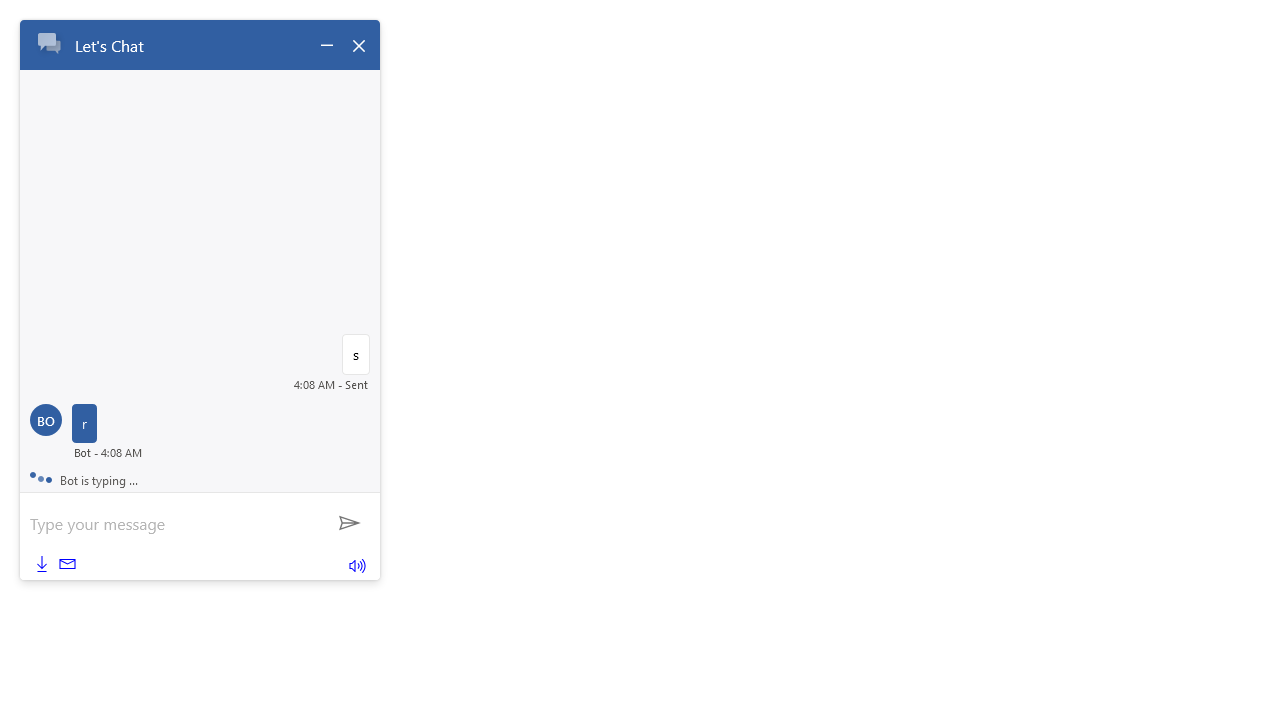 Let's Chat
s
4:08 AM - Sent
BO
r
Bot - 4:08 AM
Bot is typing ...
Type your message